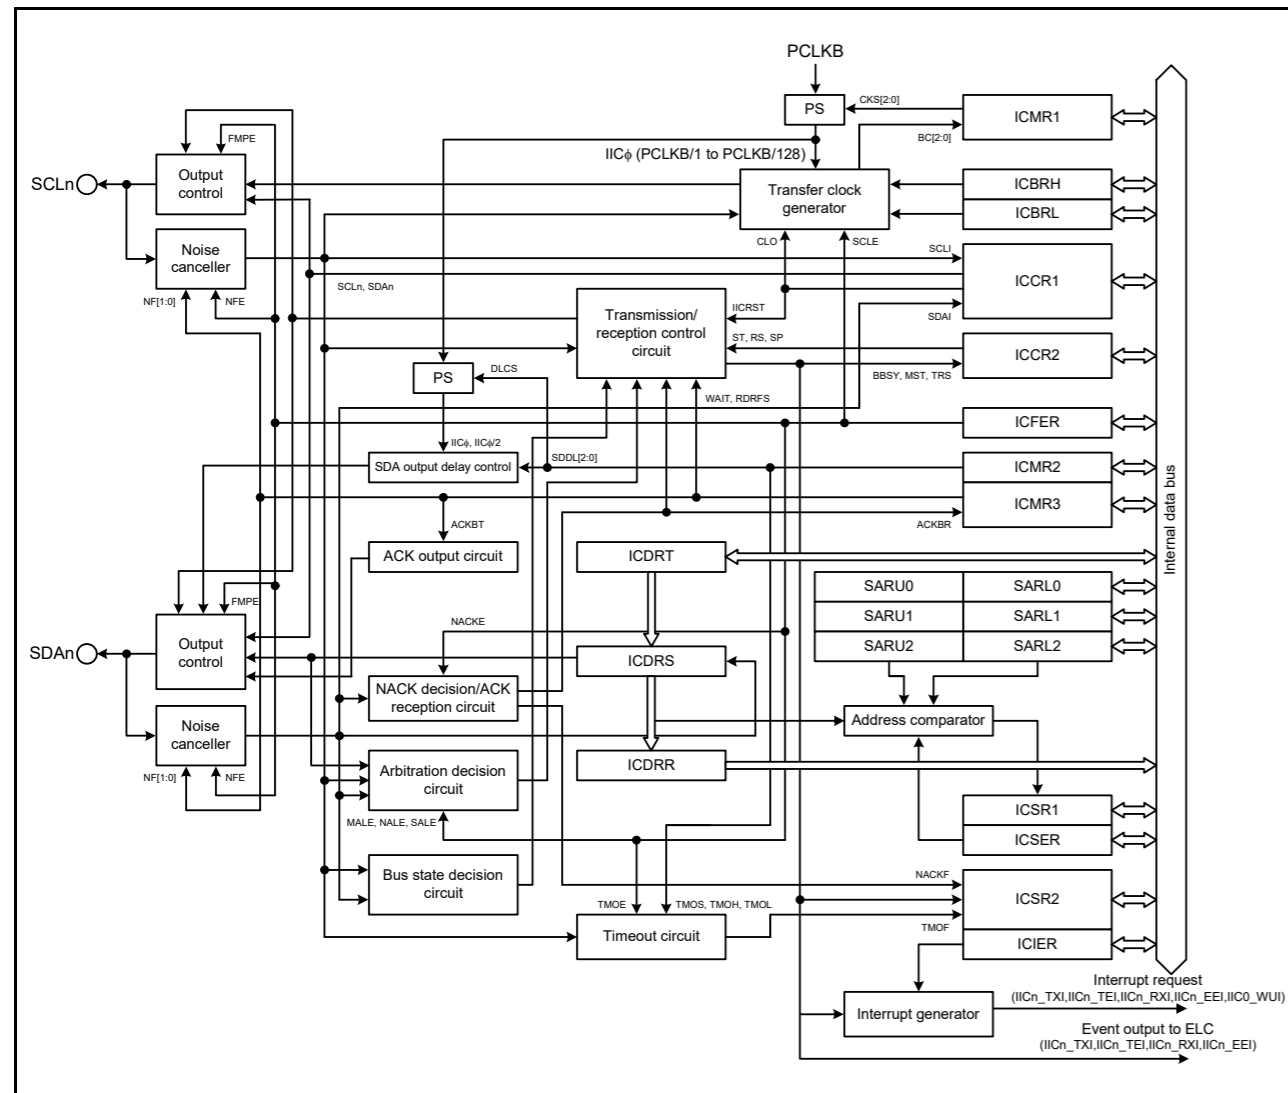 PCLKB
PS
CKS[2:0]
ICMR1
BC[2:0]
FMPE
IICϕ (PCLKB/1 to PCLKB/128)
SCLn
Output
control
Transfer clock
generator
ICBRH
ICBRL
Noise
canceller
CLO
SCLE
SCLI
ICCR1
NF[1:0]
NFE
SCLn, SDAn
SDAI
IICRST
Transmission/
reception control
circuit
ST, RS, SP
ICCR2
BBSY, MST, TRS
PS
DLCS
WAIT, RDRFS
ICFER
IICϕ, IICϕ/2
SDA output delay control
SDDL[2:0]
ICMR2
ICMR3
ACKBR
ACKBT
ACK output circuit
ICDRT
Internal data bus
SARU0
SARL0
SARU1
SARL1
SARU2
SARL2
FMPE
NACKE
SDAn
Output
control
ICDRS
NACK decision/ACK
reception circuit
Address comparator
Noise
canceller
NF[1:0]
NFE
Arbitration decision
circuit
ICDRR
MALE, NALE, SALE
ICSR1
ICSER
Bus state decision
circuit
NACKF
ICSR2
TMOE
TMOS, TMOH, TMOL
Timeout circuit
TMOF
ICIER
Interrupt request
(IICn_TXI,IICn_TEI,IICn_RXI,IICn_EEI,IIC0_WUI)
Interrupt generator
Event output to ELC
(IICn_TXI,IICn_TEI,IICn_RXI,IICn_EEI)